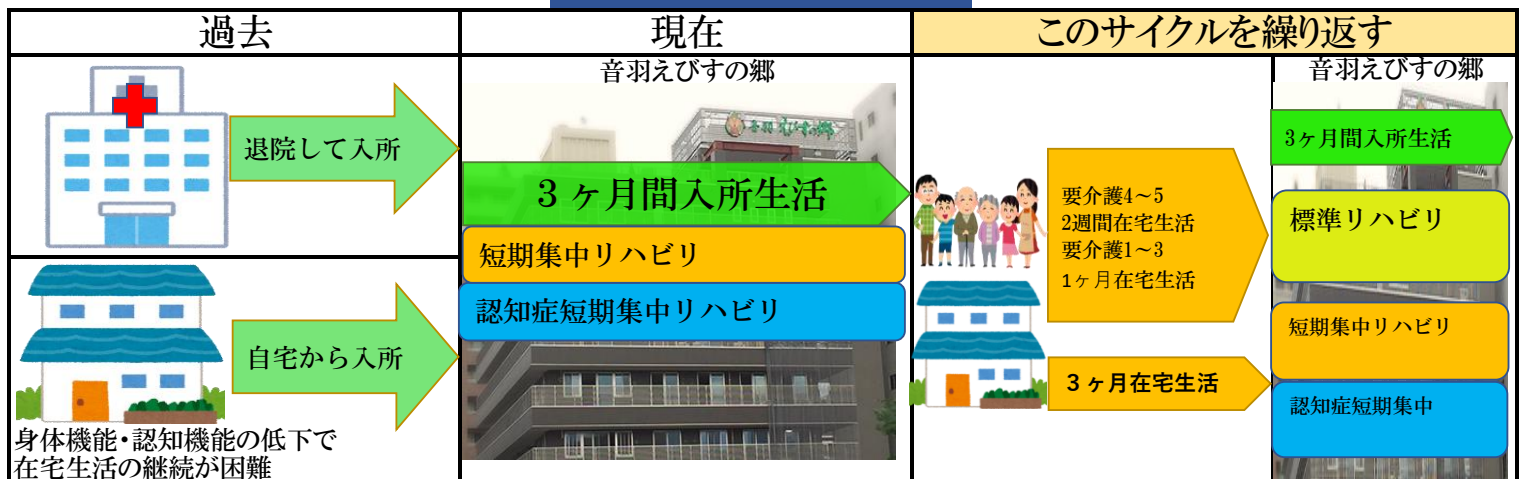 過去
現在
このサイクルを繰り返す
退院して入所
自宅から入所
身体機能・認知機能の低下で
在宅生活の継続が困難
音羽えびすの郷
音羽えびすの郷
３ヶ月間入所生活
短期集中リハビリ
認知症短期集中リハビリ
要介護4〜5
2週間在宅生活
要介護1〜3
1ヶ月在宅生活
３ヶ月在宅生活
音羽えびすの郷
3ヶ月間入所生活
標準リハビリ
短期集中リハビリ
認知症短期集中